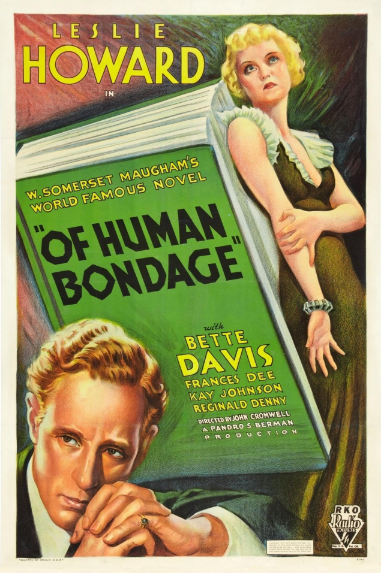 LESLIE
HOWARD
IN
W. SOMERSET MAUGHAM'S
WORLD FAMOUS NOVEL
"OF HUMAN
BONDAGE"
with
BETTE
DAVIS
FRANCES DEE
KAY JOHNSON
REGINALD DENNY
DIRECTED BY JOHN CROMWELL
A PANDRO S. BERMAN
PRODUCTION
RKO
Radio
PICTURES